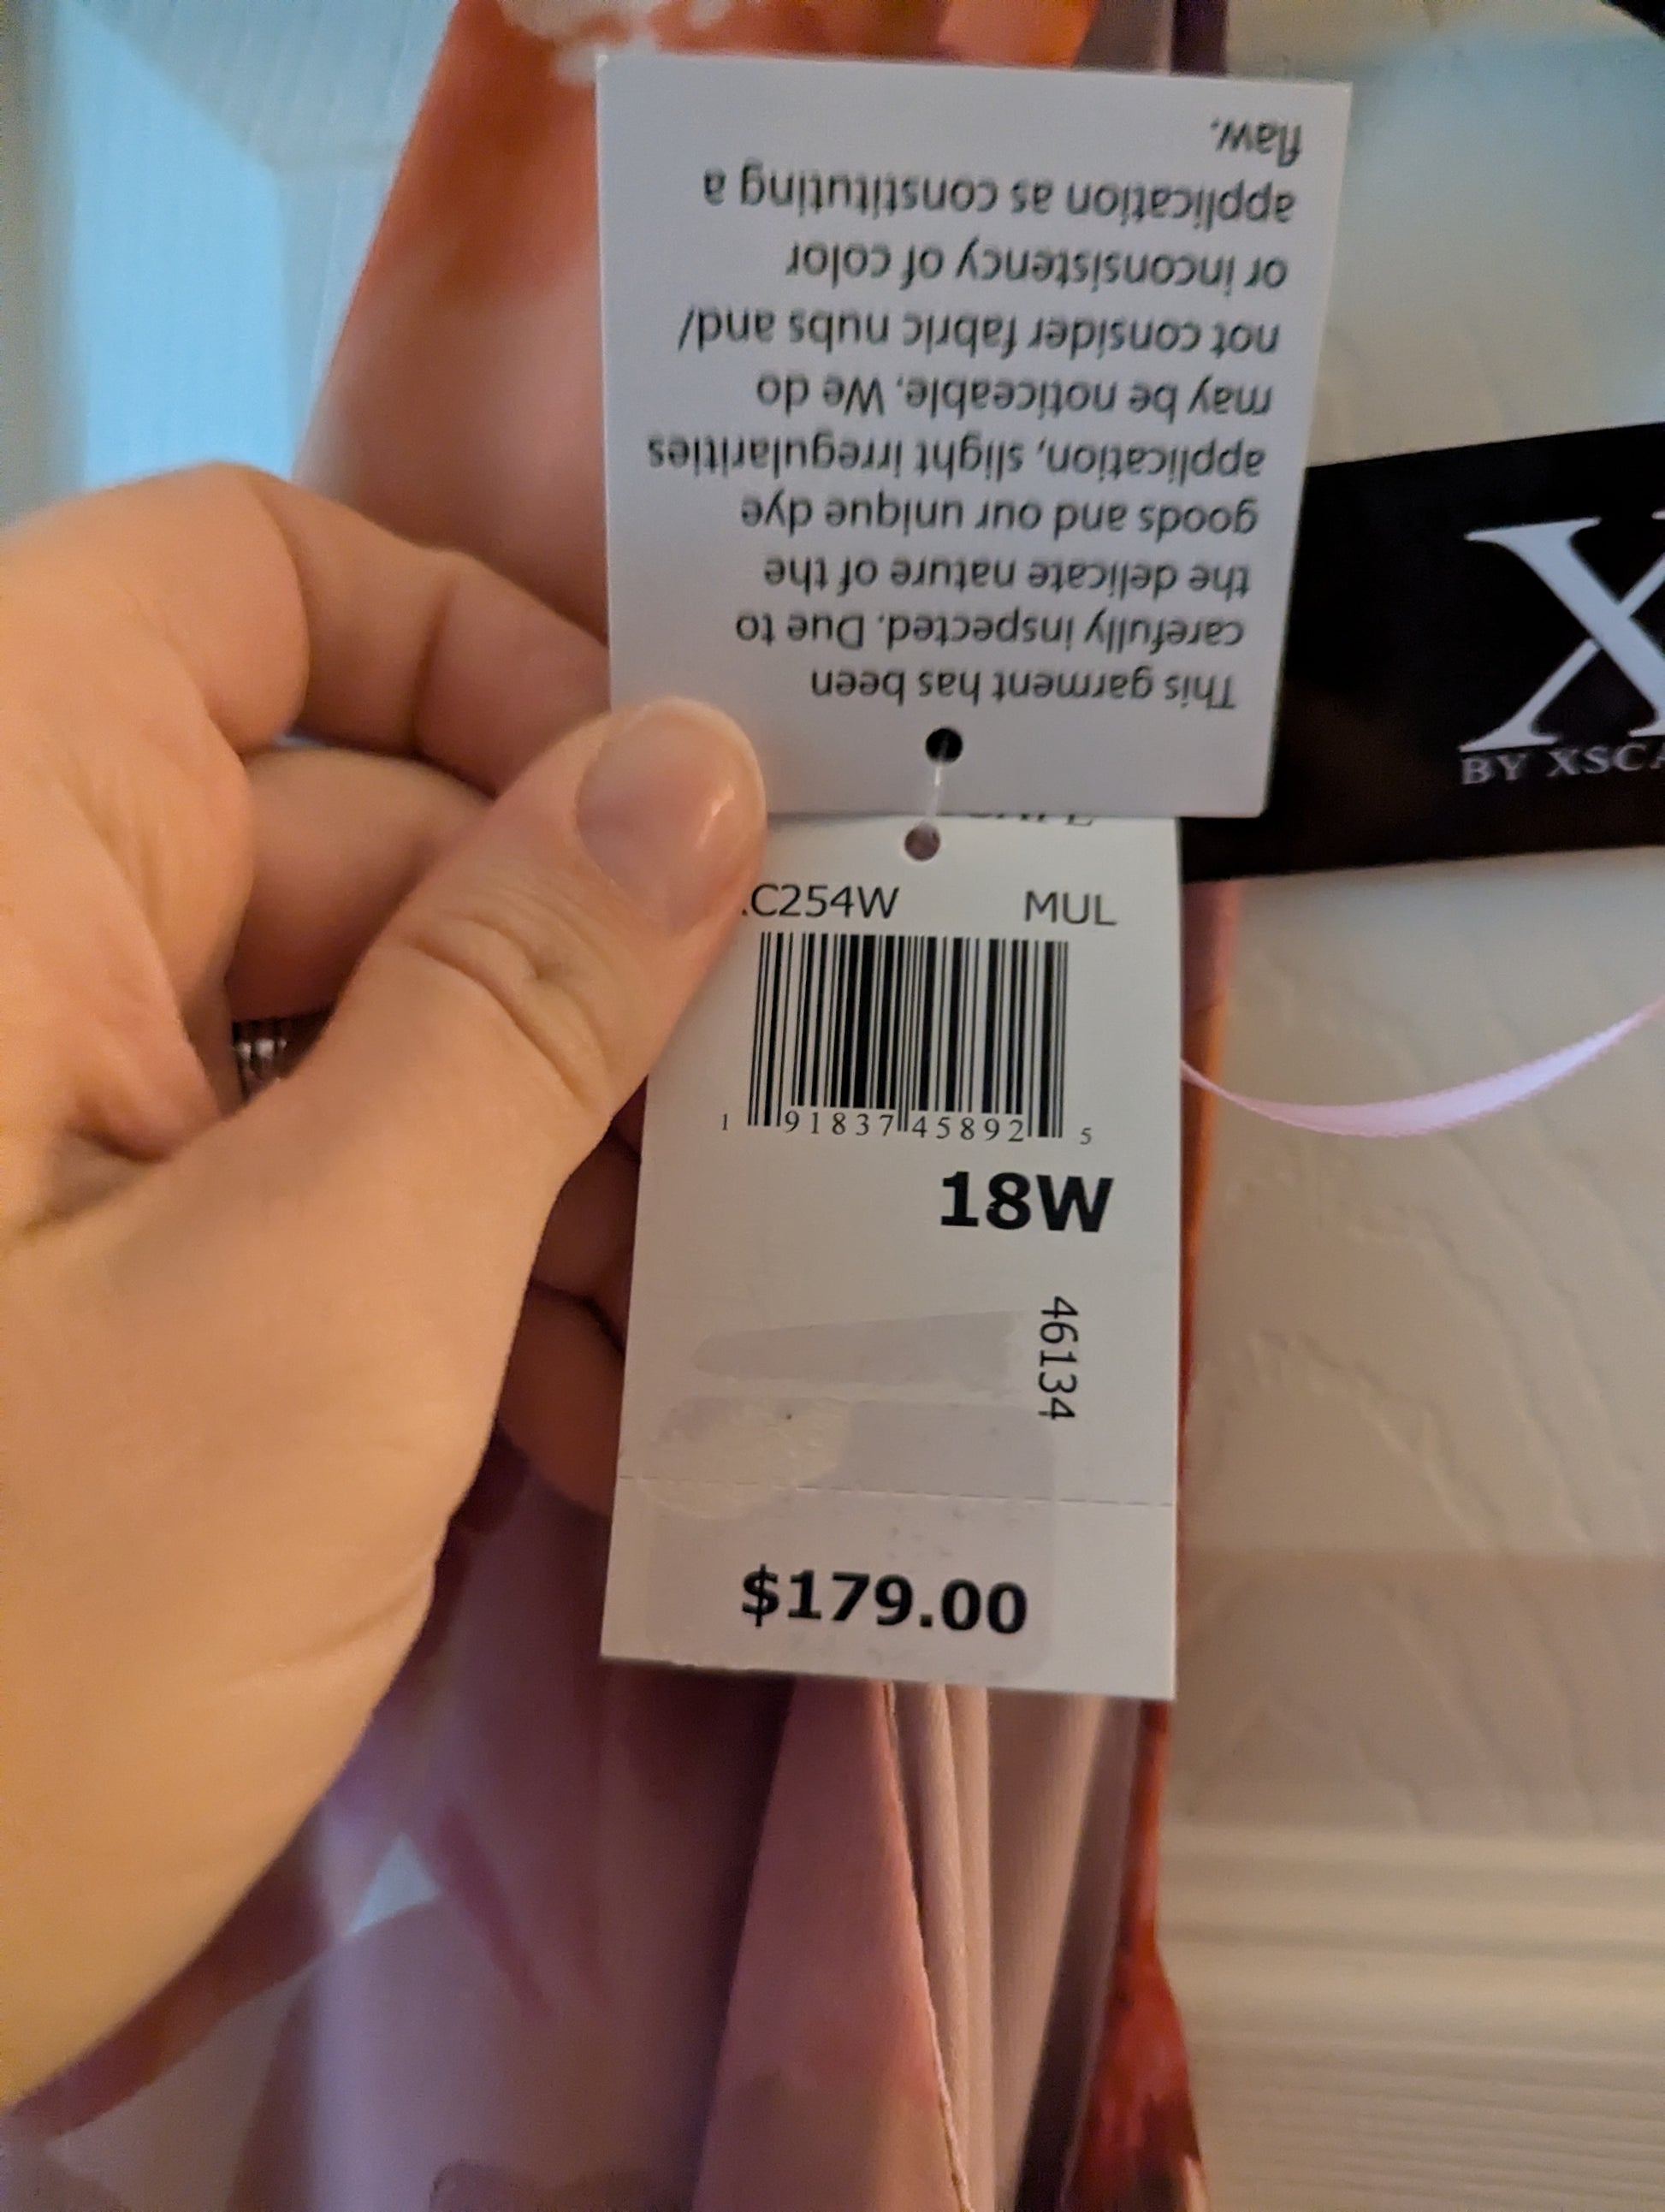 This garment has been
carefully inspected. Due to
the delicate nature of the
goods and our unique dye
application, slight irregularities
may be noticeable. We do
not consider fabric nubs and/
or inconsistency of color
application as constituting a
flaw.
X
BY XSCA
.C254W MUL
1 91837 45892 5
18W
46134
$179.00